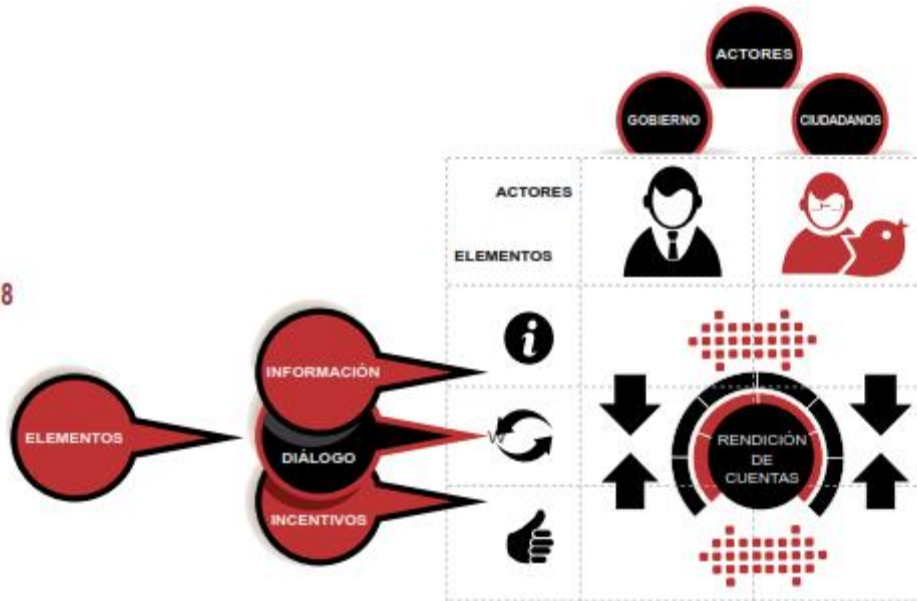 ACTORES
GOBIERNO
CIUDADANOS
ACTORES
ELEMENTOS
8
INFORMACIÓN
ELEMENTOS
DIÁLOGO
INCENTIVOS
W
RENDICIÓN
DE
CUENTAS